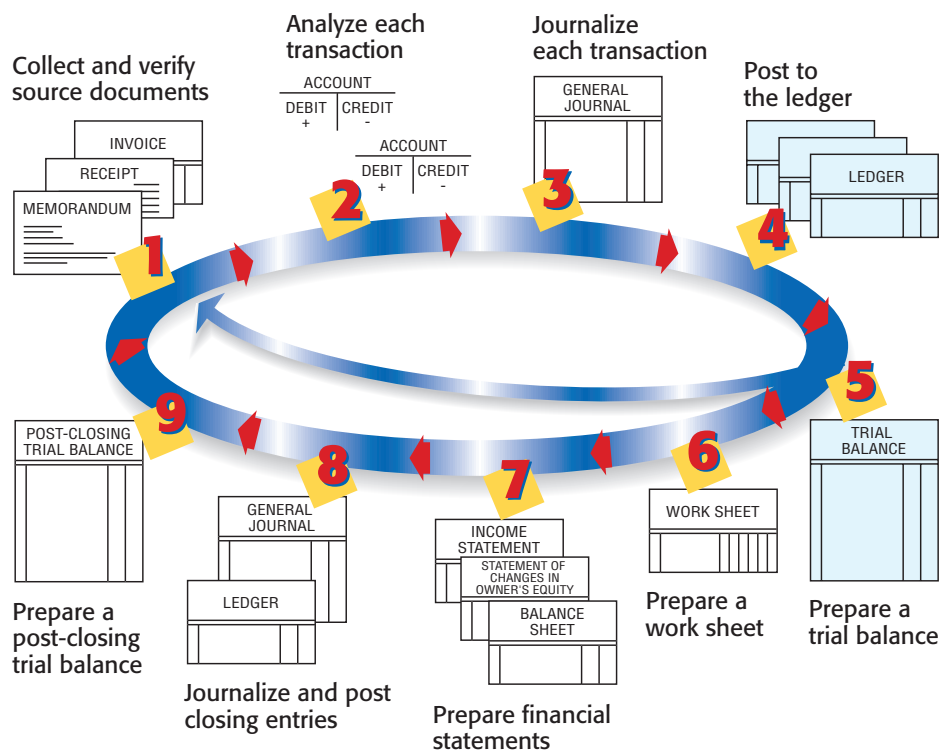 Collect and verify
source documents
INVOICE
RECEIPT
MEMORANDUM
1
Analyze each
transaction
ACCOUNT
DEBIT CREDIT
+ -
ACCOUNT
DEBIT CREDIT
+ -
2
Journalize
each transaction
GENERAL
JOURNAL
3
Post to
the ledger
LEDGER
4
5
TRIAL
BALANCE
Prepare a
trial balance
6
WORK SHEET
Prepare a
work sheet
7
INCOME
STATEMENT
STATEMENT OF
CHANGES IN
OWNER'S EQUITY
BALANCE
SHEET
Prepare financial
statements
8
GENERAL
JOURNAL
LEDGER
Journalize and post
closing entries
9
POST-CLOSING
TRIAL BALANCE
Prepare a
post-closing
trial balance